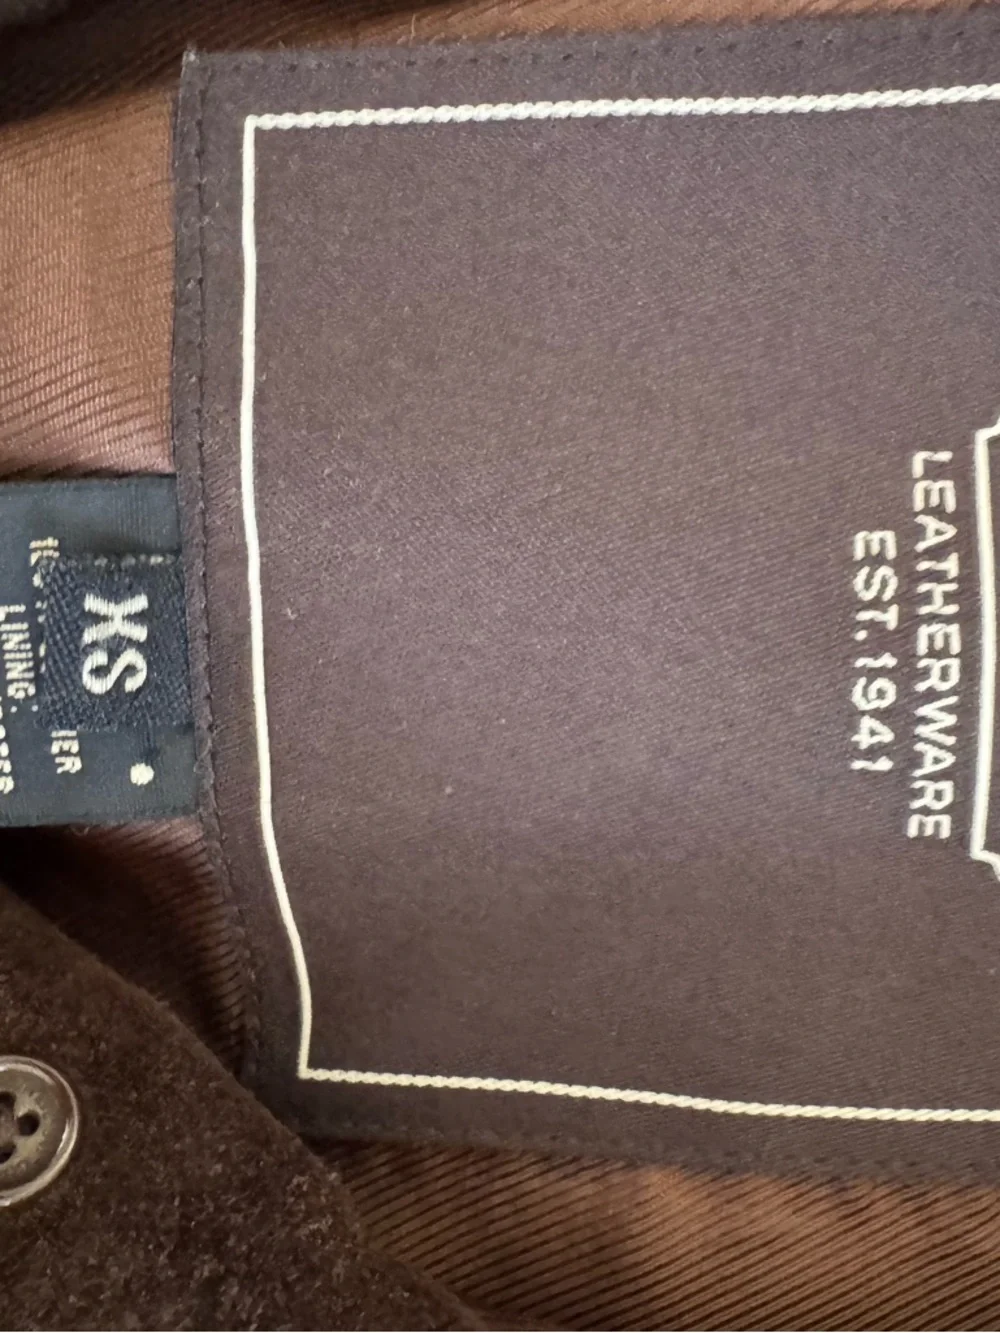 LEATHERWARE
EST. 1941
XS
LINING: